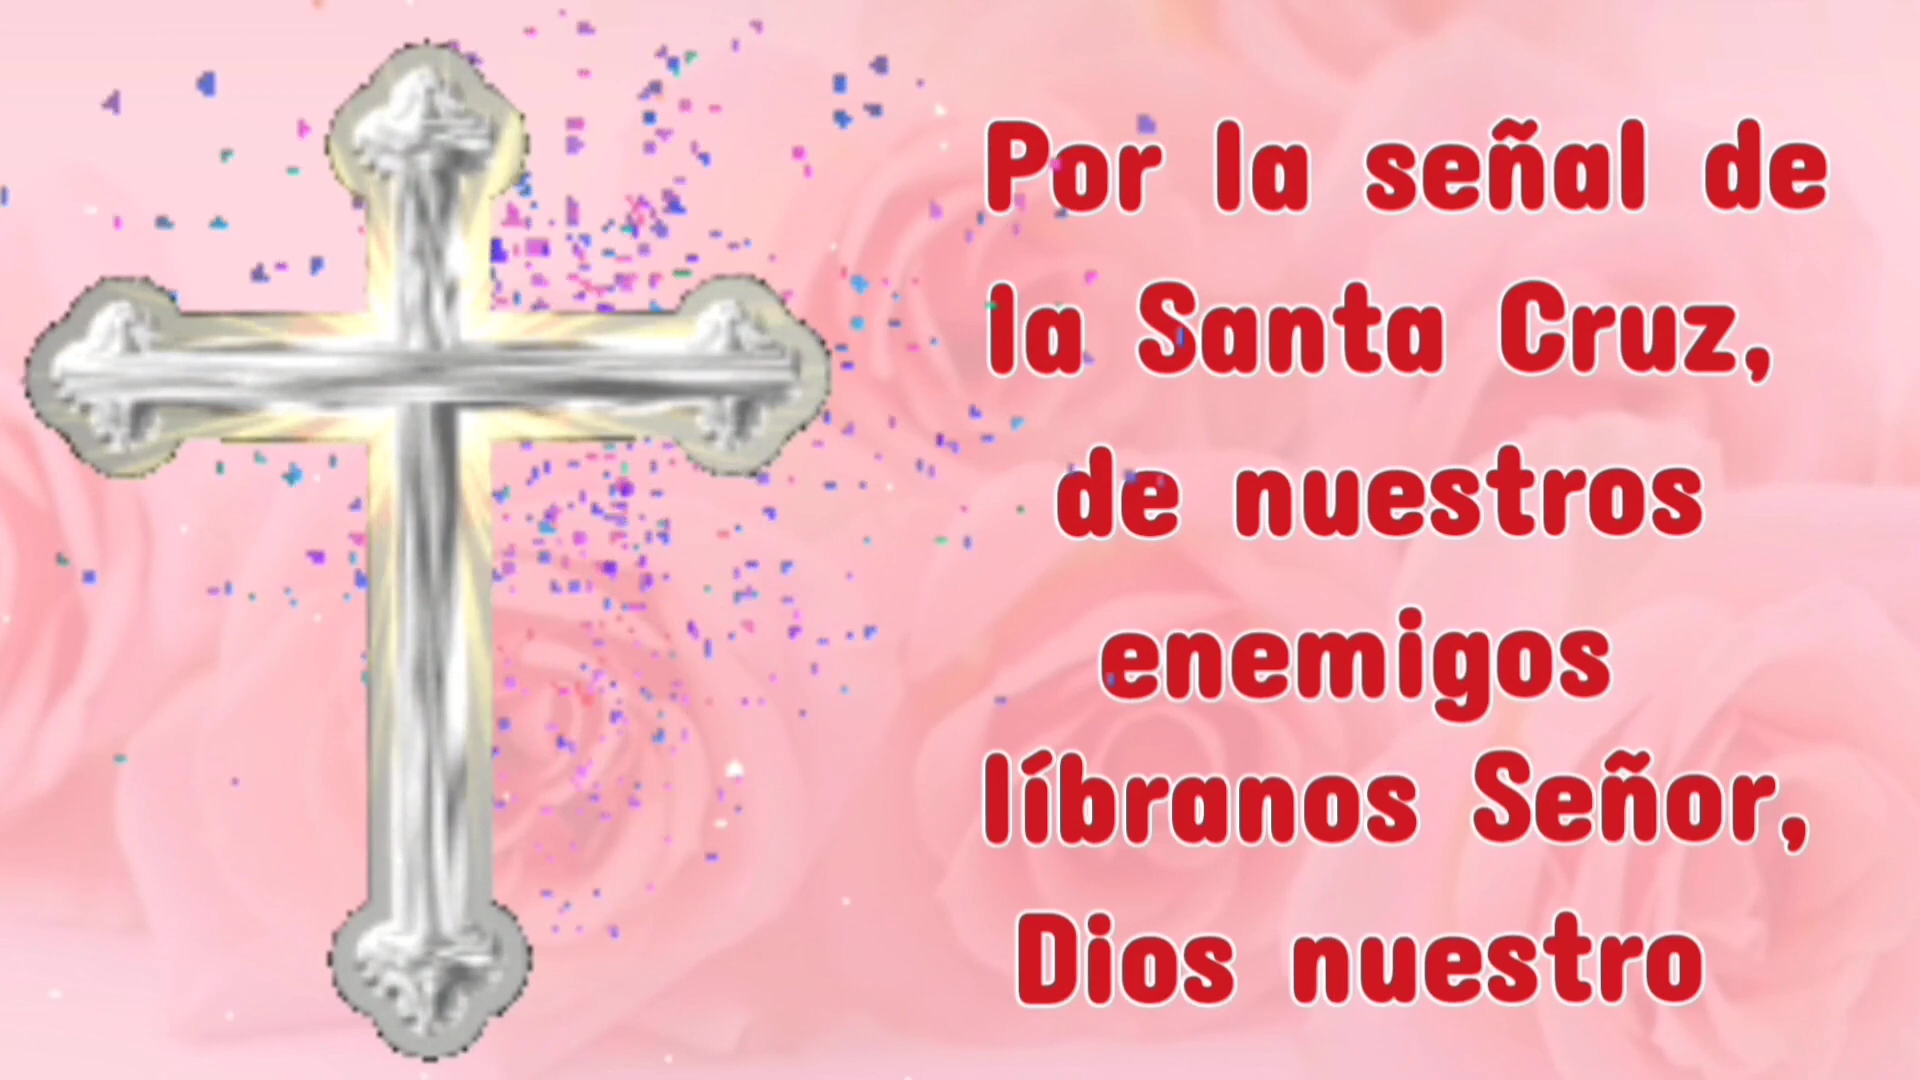 Por la señal de
la Santa Cruz,
de nuestros
enemigos
líbranos Señor,
Dios nuestro